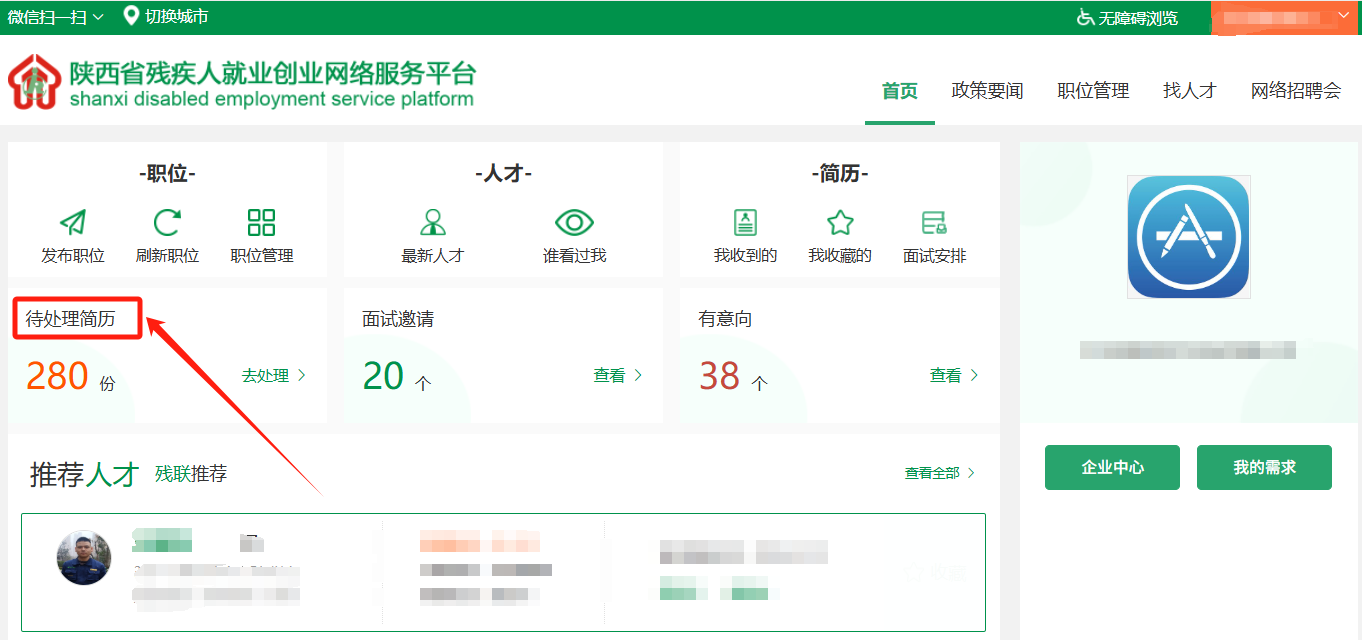 微信扫一扫 切换城市 无障碍浏览
陕西省残疾人就业创业网络服务平台
shanxi disabled employment service platform
首页 政策要闻 职位管理 找人才 网络招聘会
-职位- -人才- -简历-
发布职位 刷新职位 职位管理 最新人才 谁看过我 我收到的 我收藏的 面试安排
待处理简历 面试邀请 有意向
280 份 去处理 20 个 查看 38 个 查看
推荐人才 残联推荐 查看全部
企业中心 我的需求